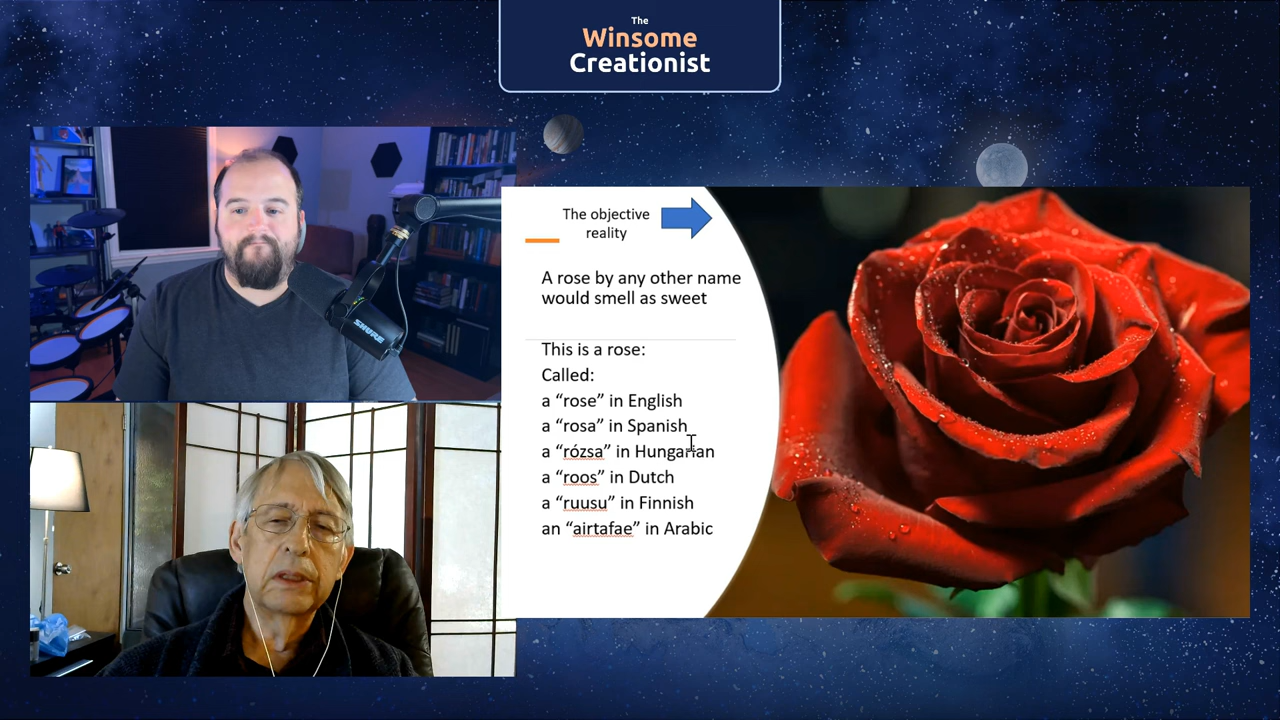 The
Winsome
Creationist
SHURE
The objective
reality
A rose by any other name
would smell as sweet
This is a rose:
Called:
a “rose” in English
a “rosa” in Spanish
a “rózsa” in Hungarian
a “roos” in Dutch
a “ruusu” in Finnish
an “airtafae” in Arabic